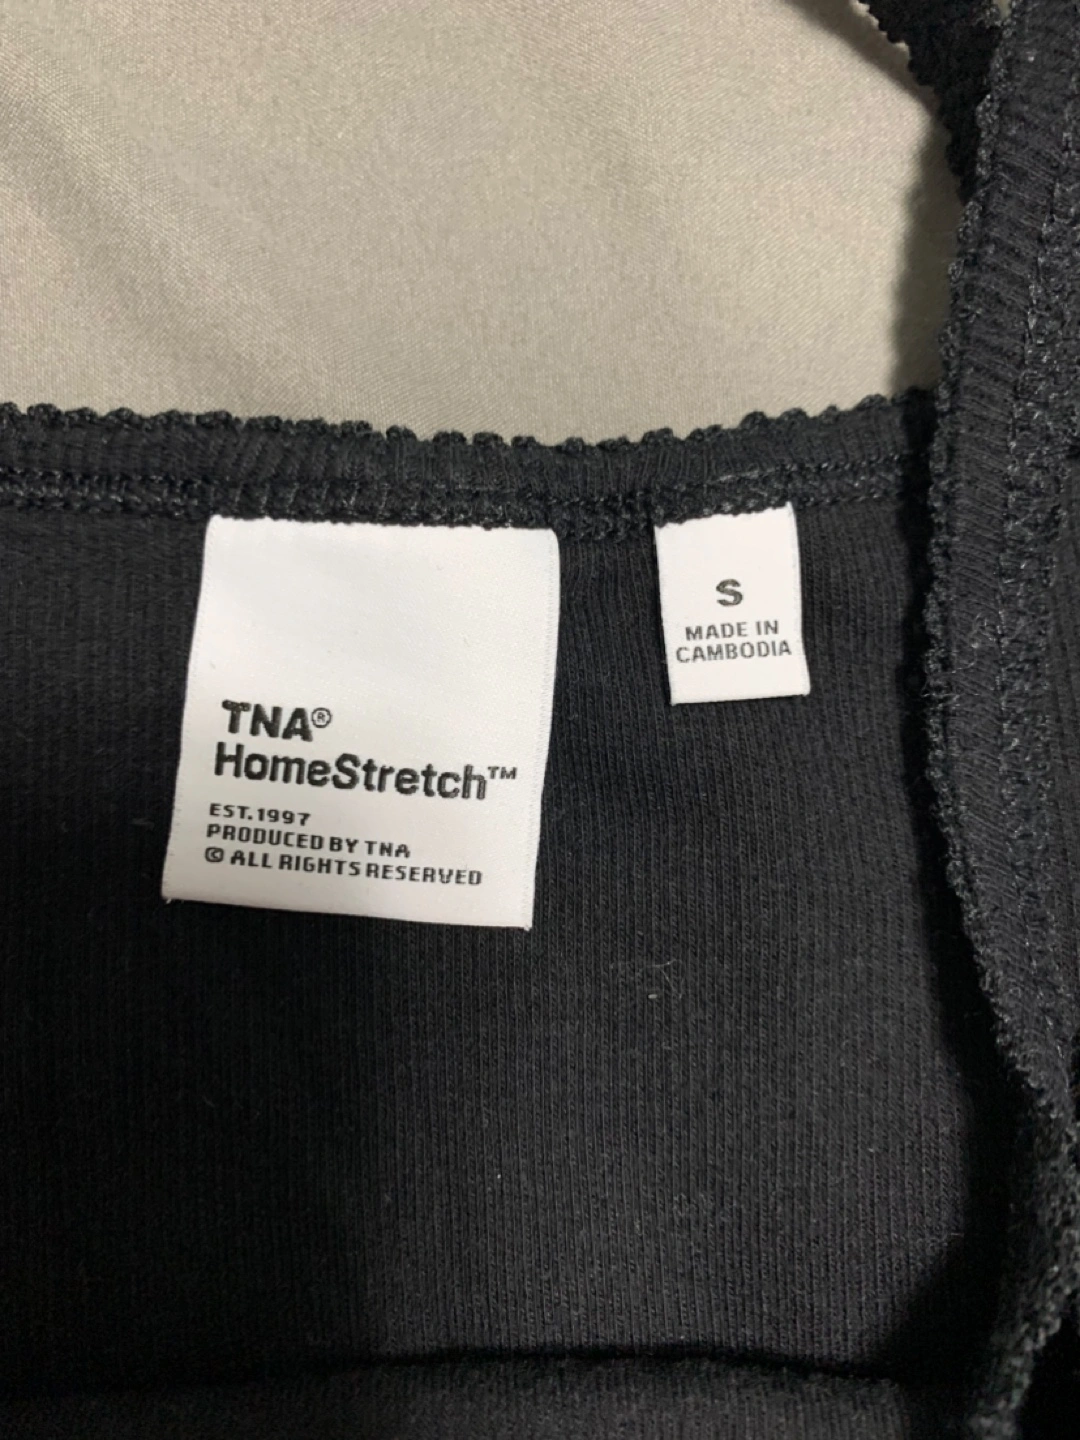 TNA®
HomeStretch™
EST. 1997
PRODUCED BY TNA
© ALL RIGHTS RESERVED
S
MADE IN
CAMBODIA